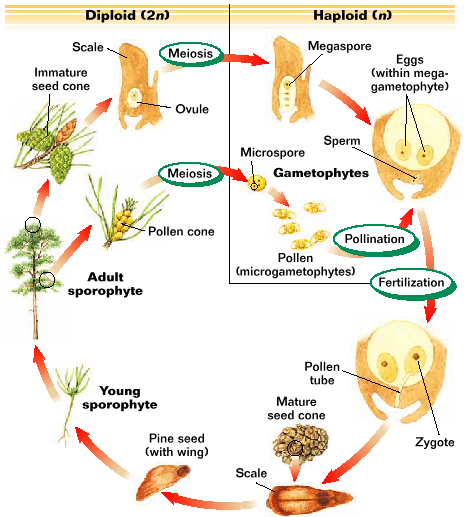 Diploid (2n)
Haploid (n)
Scale
Meiosis
Megaspore
Immature
seed cone
Eggs
(within mega-
gametophyte)
Ovule
Sperm
Microspore
Meiosis
Gametophytes
Pollen cone
Pollination
Pollen
(microgametophytes)
Adult
sporophyte
Fertilization
Pollen
tube
Young
sporophyte
Mature
seed cone
Zygote
Pine seed
(with wing)
Scale